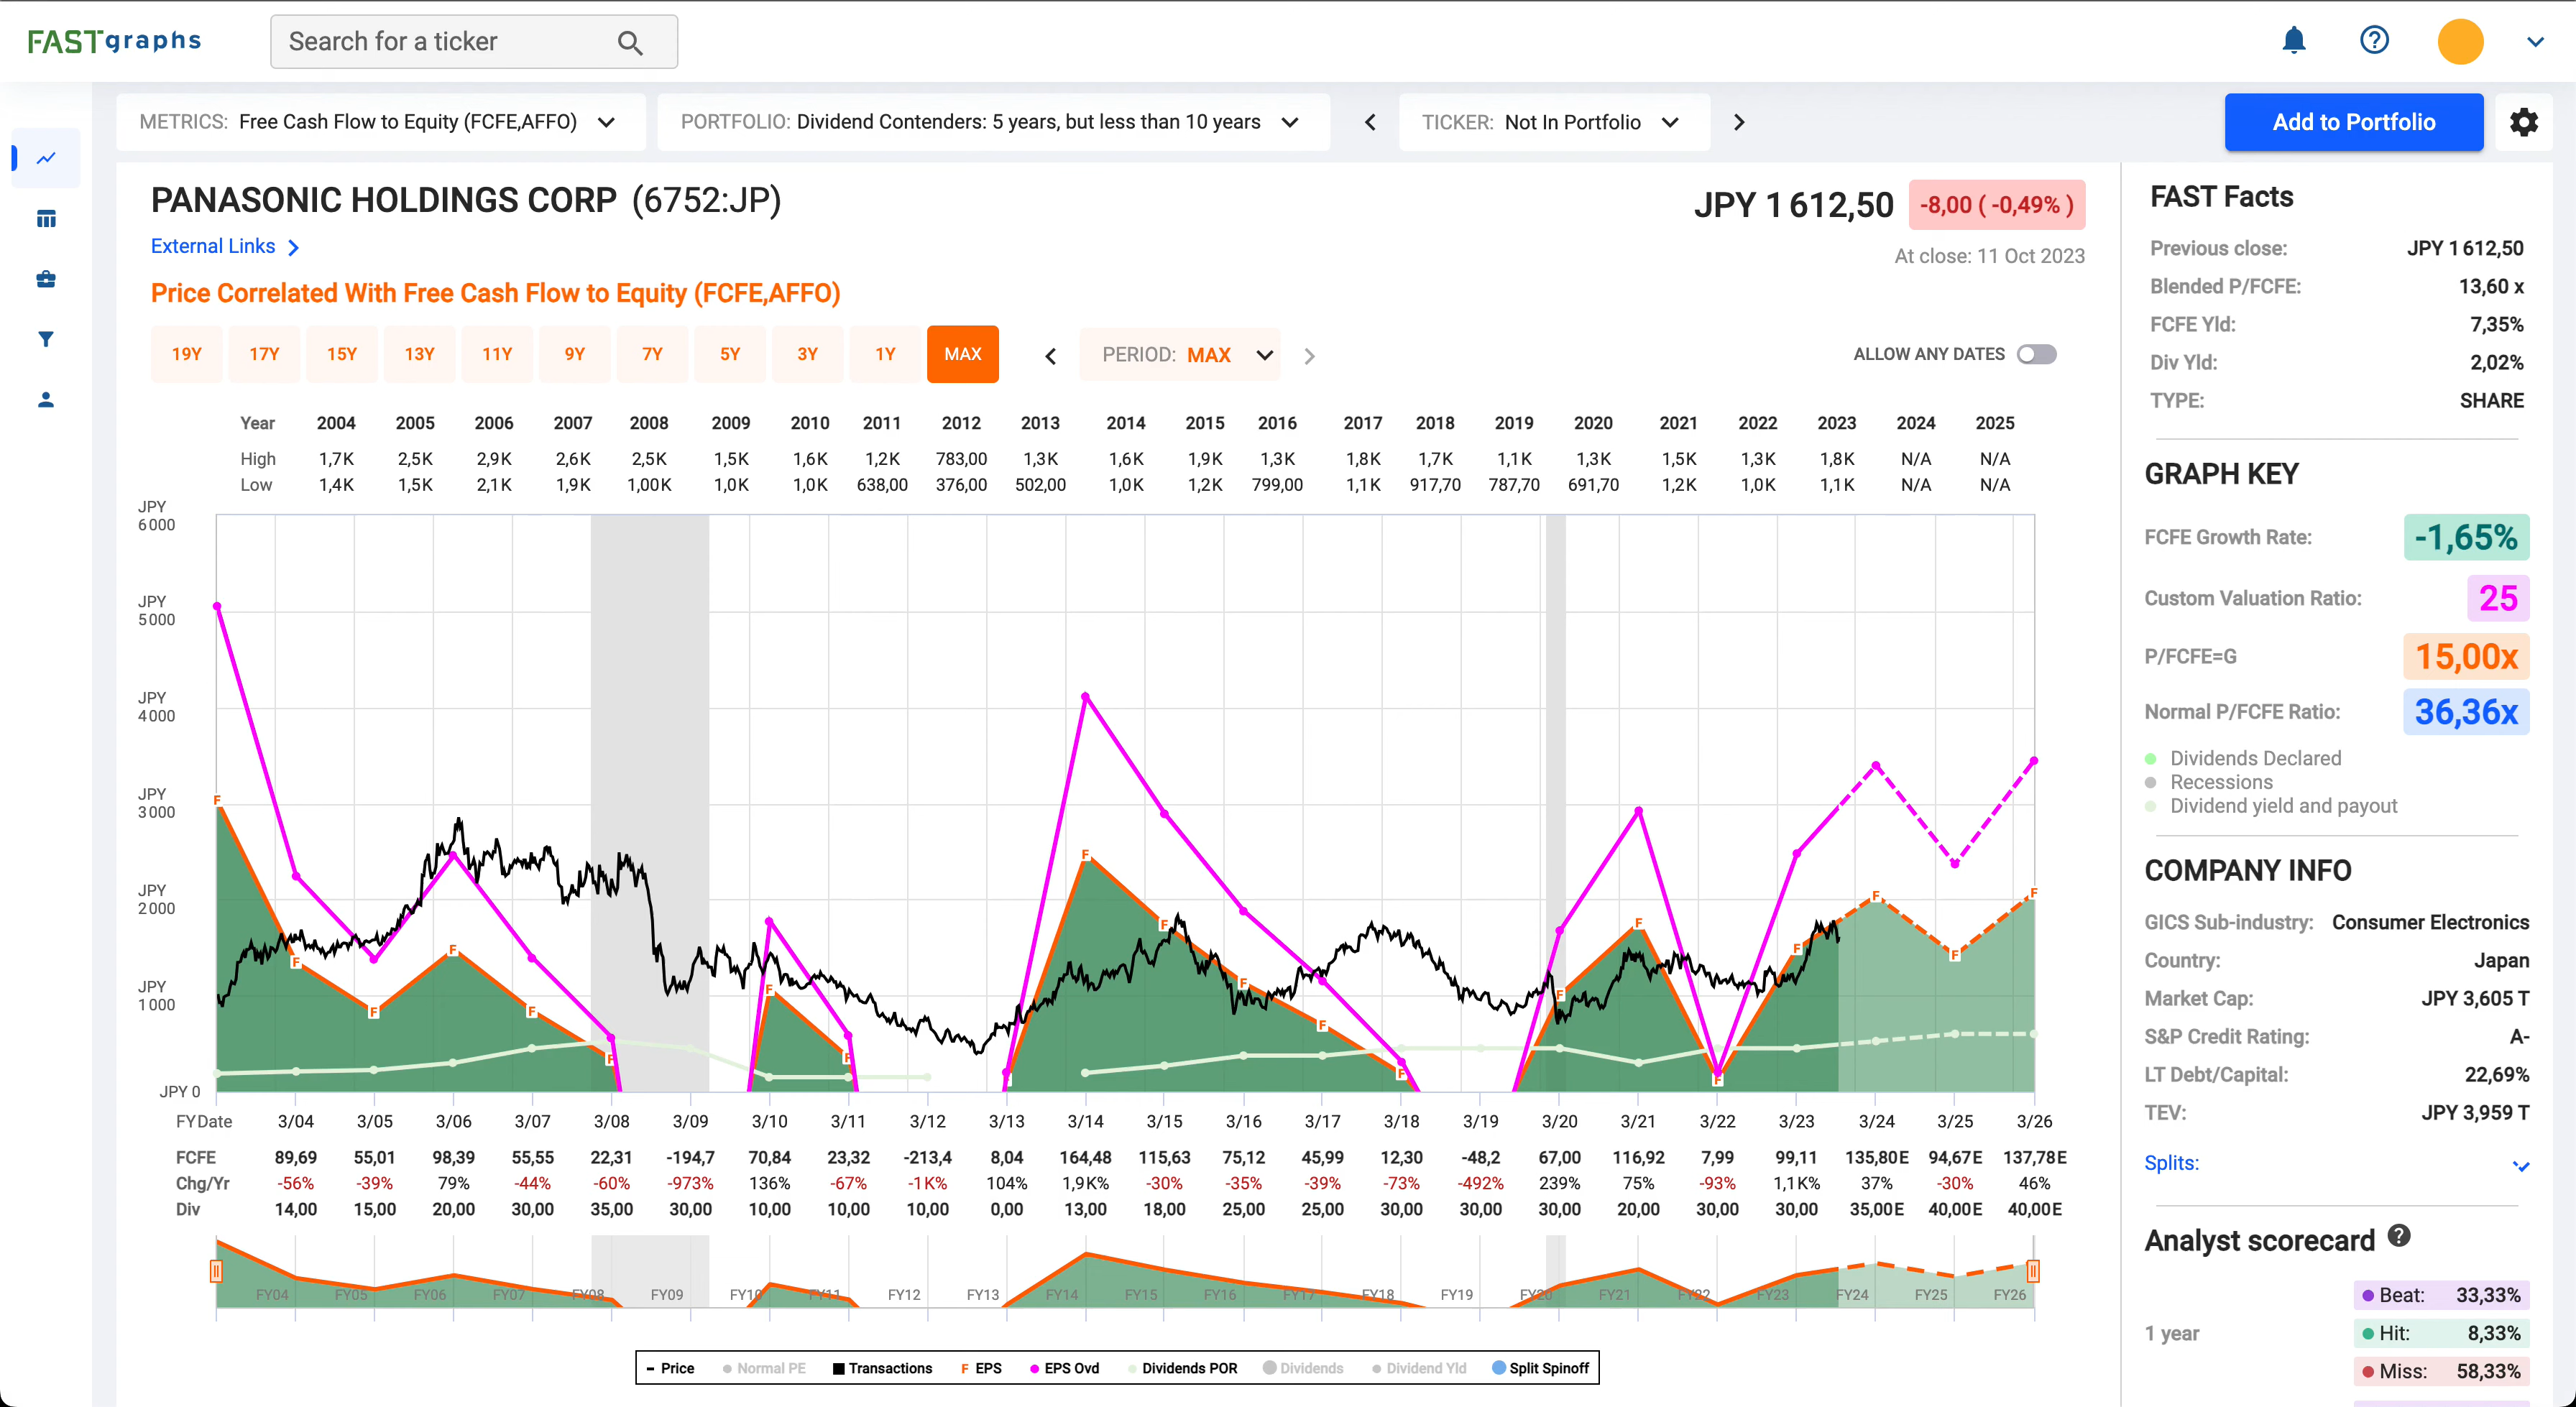 FASTgraphs
Search for a ticker
METRICS: Free Cash Flow to Equity (FCFE,AFFO)
PORTFOLIO: Dividend Contenders: 5 years, but less than 10 years
TICKER: Not In Portfolio
Add to Portfolio
PANASONIC HOLDINGS CORP (6752:JP)
JPY 1 612,50 -8,00 ( -0,49% )
External Links
At close: 11 Oct 2023
Price Correlated With Free Cash Flow to Equity (FCFE,AFFO)
19Y 17Y 15Y 13Y 11Y 9Y 7Y 5Y 3Y 1Y MAX
PERIOD: MAX
ALLOW ANY DATES
Year 2004 2005 2006 2007 2008 2009 2010 2011 2012 2013 2014 2015 2016 2017 2018 2019 2020 2021 2022 2023 2024 2025
High 1,7K 2,5K 2,9K 2,6K 2,5K 1,5K 1,6K 1,2K 783,00 1,3K 1,6K 1,9K 1,3K 1,8K 1,7K 1,1K 1,3K 1,5K 1,3K 1,8K N/A N/A
Low 1,4K 1,5K 2,1K 1,9K 1,00K 1,0K 1,0K 638,00 376,00 502,00 1,0K 1,2K 799,00 1,1K 917,70 787,70 691,70 1,2K 1,0K 1,1K N/A N/A
JPY
6 000
JPY
5 000
JPY
4 000
JPY
3 000
JPY
2 000
JPY
1 000
JPY 0
FY Date 3/04 3/05 3/06 3/07 3/08 3/09 3/10 3/11 3/12 3/13 3/14 3/15 3/16 3/17 3/18 3/19 3/20 3/21 3/22 3/23 3/24 3/25 3/26
FCFE 89,69 55,01 98,39 55,55 22,31 -194,7 70,84 23,32 -213,4 8,04 164,48 115,63 75,12 45,99 12,30 -48,2 67,00 116,92 7,99 99,11 135,80E 94,67E 137,78E
Chg/Yr -56% -39% 79% -44% -60% -973% 136% -67% -1K% 104% 1,9K% -30% -35% -39% -73% -492% 239% 75% -93% 1,1K% 37% -30% 46%
Div 14,00 15,00 20,00 30,00 35,00 30,00 10,00 10,00 10,00 0,00 13,00 18,00 25,00 25,00 30,00 30,00 30,00 20,00 30,00 30,00 35,00E 40,00E 40,00E
FY04 FY05 FY06 FY07 FY08 FY09 FY10 FY11 FY12 FY13 FY14 FY15 FY16 FY17 FY18 FY19 FY20 FY21 FY22 FY23 FY24 FY25 FY26
Price Normal PE Transactions F EPS EPS Ovd Dividends POR Dividends Dividend Yld Split Spinoff
FAST Facts
Previous close: JPY 1 612,50
Blended P/FCFE: 13,60 x
FCFE Yld: 7,35%
Div Yld: 2,02%
TYPE: SHARE
GRAPH KEY
FCFE Growth Rate: -1,65%
Custom Valuation Ratio: 25
P/FCFE=G 15,00x
Normal P/FCFE Ratio: 36,36x
Dividends Declared
Recessions
Dividend yield and payout
COMPANY INFO
GICS Sub-industry: Consumer Electronics
Country: Japan
Market Cap: JPY 3,605 T
S&P Credit Rating: A-
LT Debt/Capital: 22,69%
TEV: JPY 3,959 T
Splits:
Analyst scorecard
1 year
Beat: 33,33%
Hit: 8,33%
Miss: 58,33%